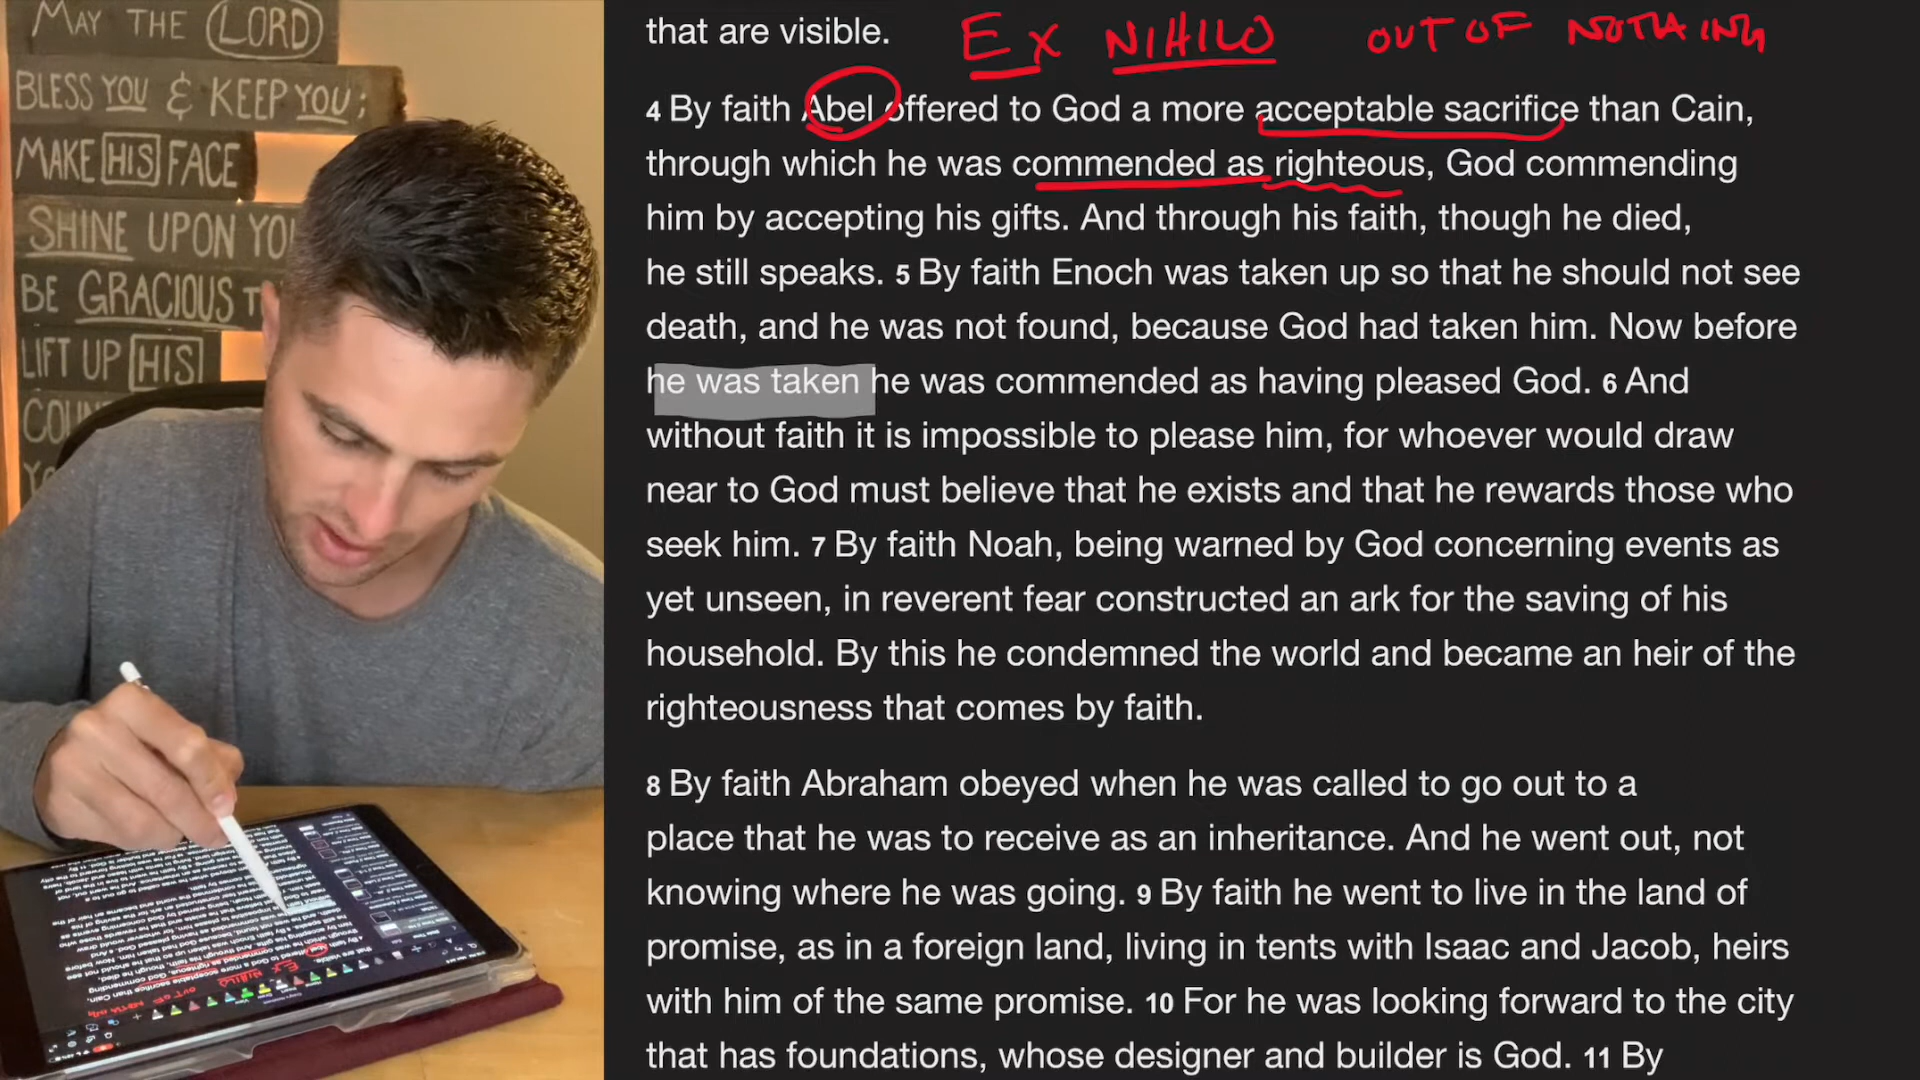 MAY THE LORD
BLESS YOU & KEEP YOU;
MAKE HIS FACE
SHINE UPON YO
BE GRACIOUS T
LIFT UP HIS
COUN
YO
that are visible. EX NIHILO OUT OF NOTHING
4 By faith Abel offered to God a more acceptable sacrifice than Cain,
through which he was commended as righteous, God commending
him by accepting his gifts. And through his faith, though he died,
he still speaks. 5 By faith Enoch was taken up so that he should not see
death, and he was not found, because God had taken him. Now before
he was taken he was commended as having pleased God. 6 And
without faith it is impossible to please him, for whoever would draw
near to God must believe that he exists and that he rewards those who
seek him. 7 By faith Noah, being warned by God concerning events as
yet unseen, in reverent fear constructed an ark for the saving of his
household. By this he condemned the world and became an heir of the
righteousness that comes by faith.
8 By faith Abraham obeyed when he was called to go out to a
place that he was to receive as an inheritance. And he went out, not
knowing where he was going. 9 By faith he went to live in the land of
promise, as in a foreign land, living in tents with Isaac and Jacob, heirs
with him of the same promise. 10 For he was looking forward to the city
that has foundations, whose designer and builder is God. 11 By